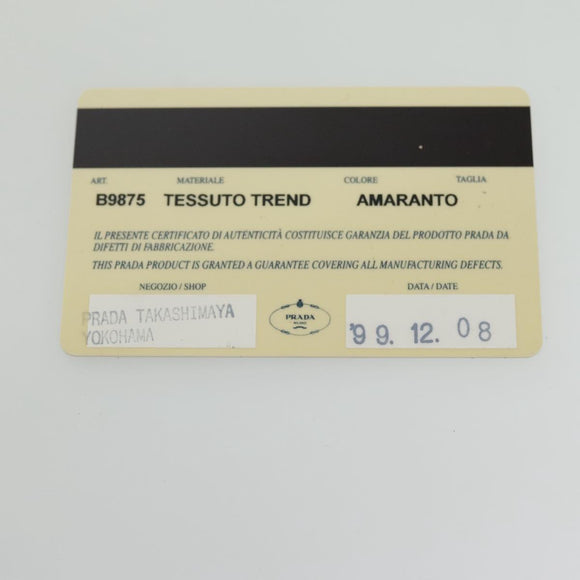 ART. MATERIALE COLORE TAGLIA
B9875 TESSUTO TREND AMARANTO
IL PRESENTE CERTIFICATO DI AUTENTICITÀ COSTITUISCE GARANZIA DEL PRODOTTO PRADA DA
DIFETTI DI FABBRICAZIONE.
THIS PRADA PRODUCT IS GRANTED A GUARANTEE COVERING ALL MANUFACTURING DEFECTS.
NEGOZIO / SHOP DATA / DATE
PRADA TAKASHIMAYA
YOKOHAMA
PRADA
MILANO
'99. 12. 08